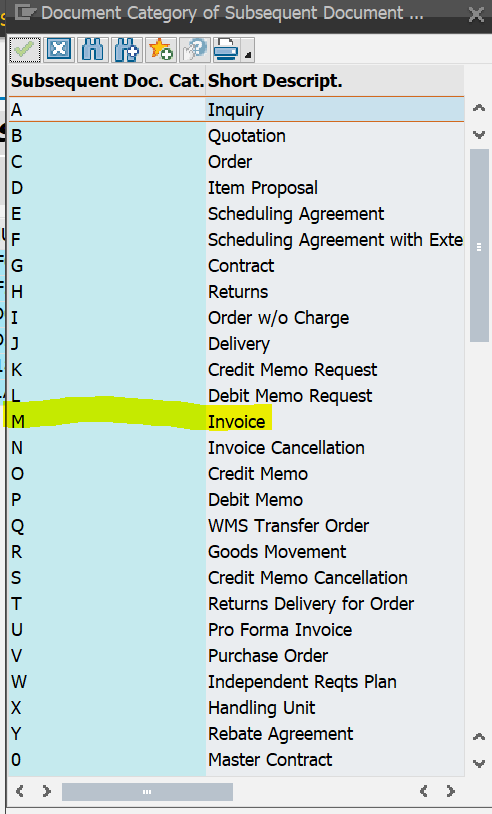 Document Category of Subsequent Document ...
Subsequent Doc. Cat. Short Descript.
A Inquiry
B Quotation
C Order
D Item Proposal
E Scheduling Agreement
F Scheduling Agreement with Exte
G Contract
H Returns
I Order w/o Charge
J Delivery
K Credit Memo Request
L Debit Memo Request
M Invoice
N Invoice Cancellation
O Credit Memo
P Debit Memo
Q WMS Transfer Order
R Goods Movement
S Credit Memo Cancellation
T Returns Delivery for Order
U Pro Forma Invoice
V Purchase Order
W Independent Reqts Plan
X Handling Unit
Y Rebate Agreement
0 Master Contract